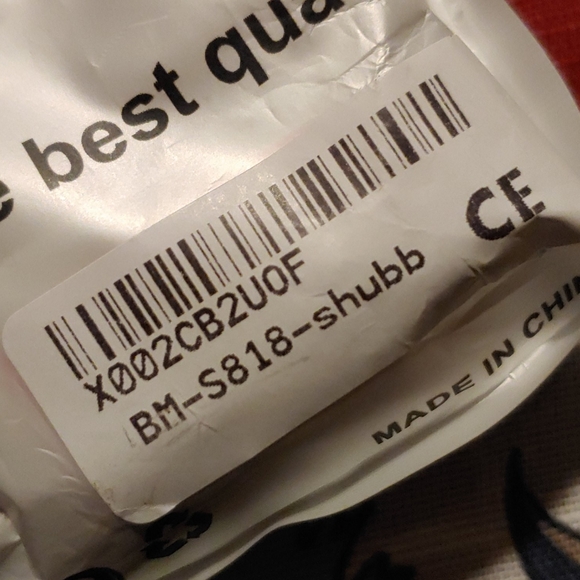 best qua
X002CB2U0F
BM-S818-shubb
CE
MADE IN CHI